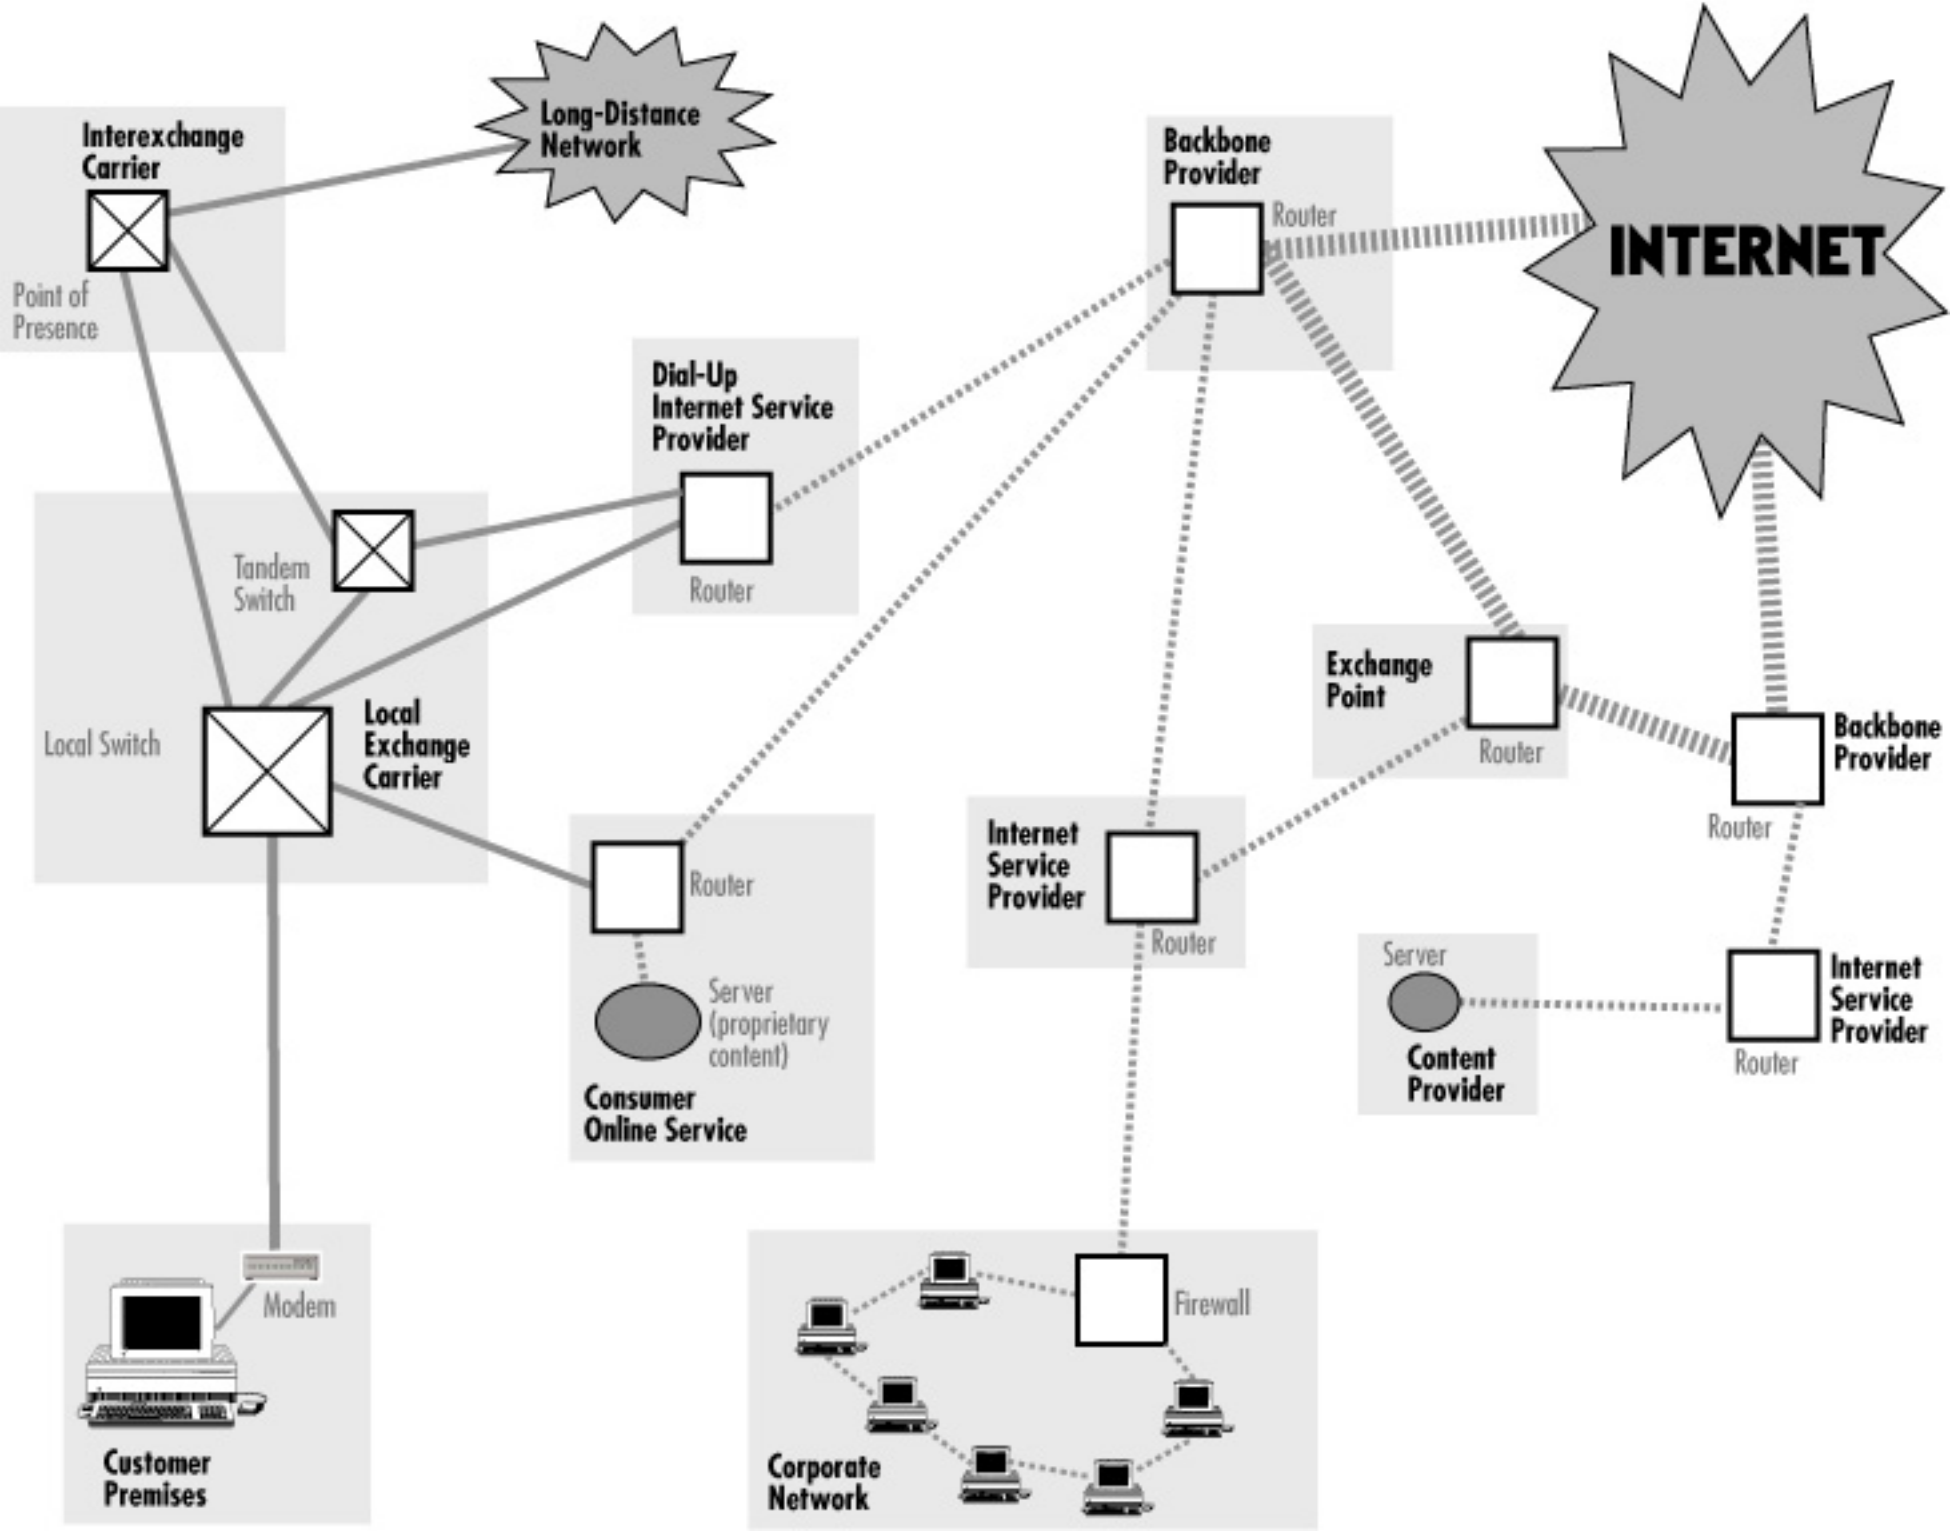 Long-Distance
Network
Interexchange
Carrier
Point of
Presence
Backbone
Provider
Router
INTERNET
Dial-Up
Internet Service
Provider
Router
Tandem
Switch
Local Switch
Local
Exchange
Carrier
Exchange
Point
Router
Backbone
Provider
Router
Router
Server
(proprietary
content)
Consumer
Online Service
Internet
Service
Provider
Router
Server
Content
Provider
Internet
Service
Provider
Router
Modem
Customer
Premises
Firewall
Corporate
Network